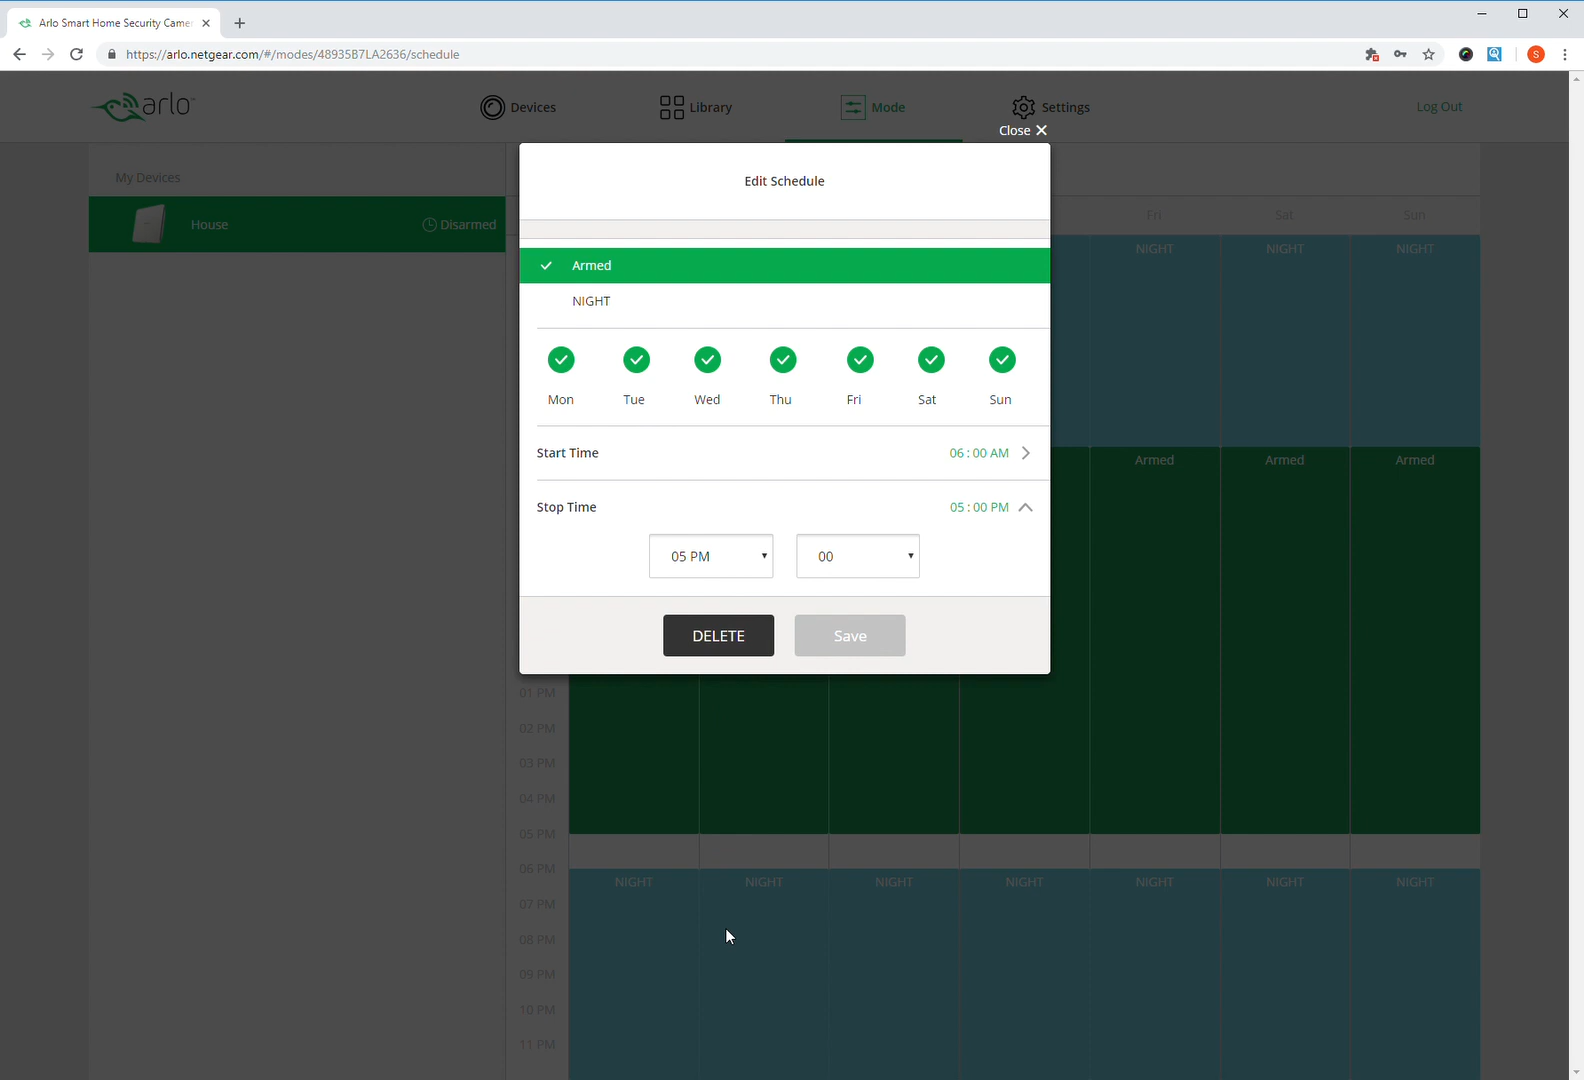 Arlo Smart Home Security Camer
https://arlo.netgear.com/#/modes/48935B7LA2636/schedule
S
arlo™
Devices
Library
Mode
Settings
Log Out
Close
My Devices
House
Disarmed
Edit Schedule
Armed
NIGHT
Mon Tue Wed Thu Fri Sat Sun
Start Time 06 : 00 AM
Stop Time 05 : 00 PM
05 PM 00
DELETE Save
Fri Sat Sun
NIGHT NIGHT NIGHT
Armed Armed Armed
01 PM
02 PM
03 PM
04 PM
05 PM
06 PM
NIGHT NIGHT NIGHT NIGHT NIGHT NIGHT NIGHT
07 PM
08 PM
09 PM
10 PM
11 PM